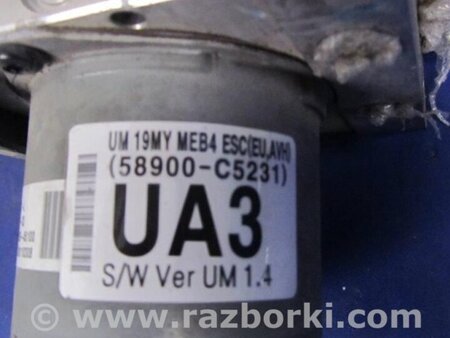 UM 19MY MEB4 ESC(EU,AVH)
(58900-C5231)
UA3
S/W Ver UM 1.4
www.razborki.com